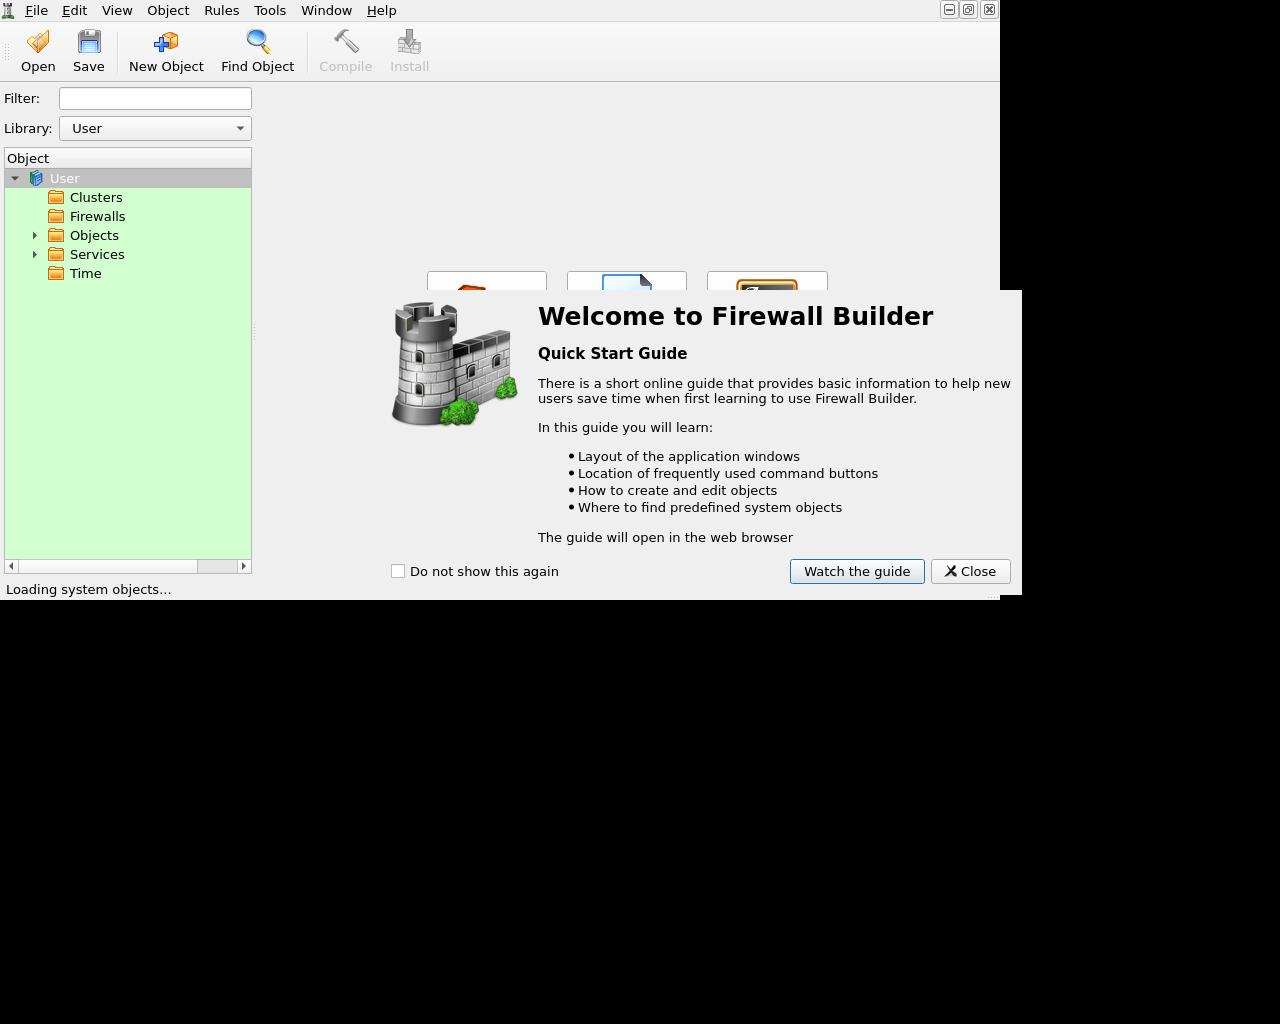 File Edit View Object Rules Tools Window Help
Open Save New Object Find Object Compile Install
Filter:
Library: User
Object
User
Clusters
Firewalls
Objects
Services
Time
Welcome to Firewall Builder
Quick Start Guide
There is a short online guide that provides basic information to help new
users save time when first learning to use Firewall Builder.
In this guide you will learn:
• Layout of the application windows
• Location of frequently used command buttons
• How to create and edit objects
• Where to find predefined system objects
The guide will open in the web browser
Do not show this again Watch the guide Close
Loading system objects...